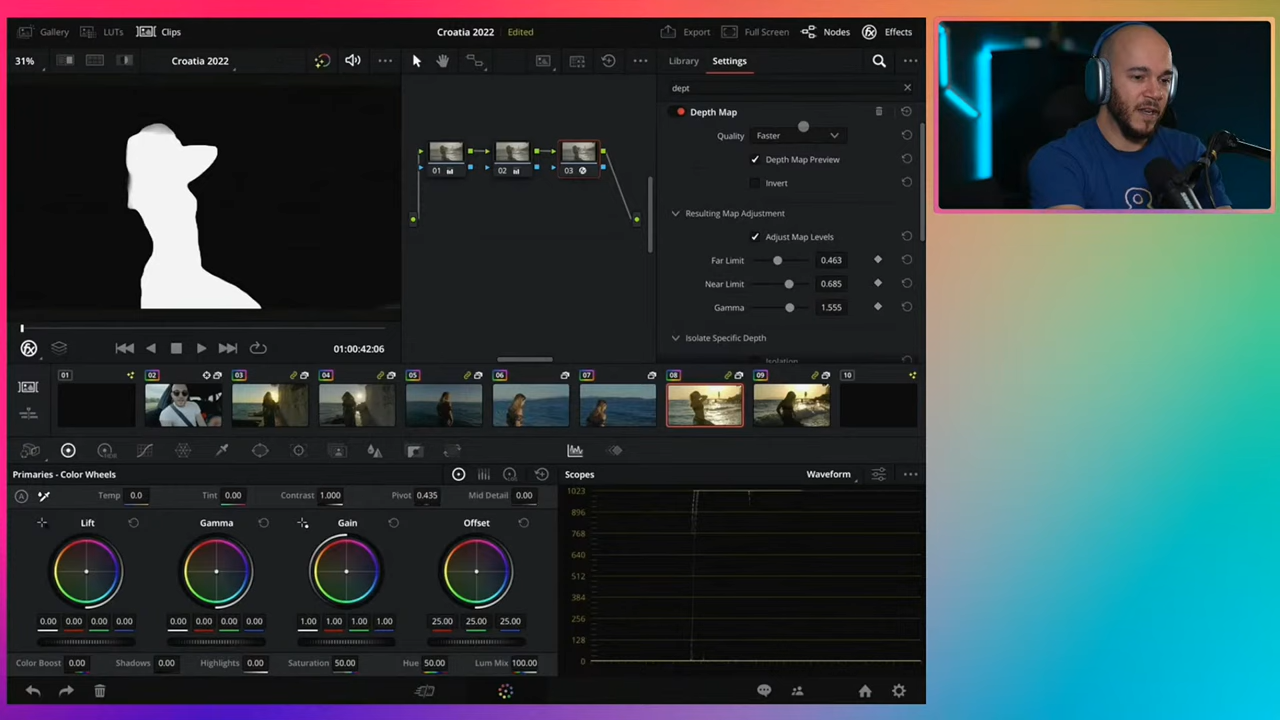 Gallery LUTs Clips Croatia 2022 Edited Export Full Screen Nodes Effects
31% Croatia 2022 Library Settings
dept
Depth Map
Quality Faster
Depth Map Preview
Invert
Resulting Map Adjustment
Adjust Map Levels
Far Limit 0.463
Near Limit 0.685
Gamma 1.555
Isolate Specific Depth
Isolation
01 02 03
01:00:42:06
01 02 03 04 05 06 07 08 09 10
Primaries - Color Wheels
Temp 0.0 Tint 0.00 Contrast 1.000 Pivot 0.435 Mid Detail 0.00
Lift Gamma Gain Offset
0.00 0.00 0.00 0.00 0.00 0.00 0.00 0.00 1.00 1.00 1.00 1.00 25.00 25.00 25.00
Color Boost 0.00 Shadows 0.00 Highlights 0.00 Saturation 50.00 Hue 50.00 Lum Mix 100.00
Scopes Waveform
1023
896
768
640
512
384
256
128
0